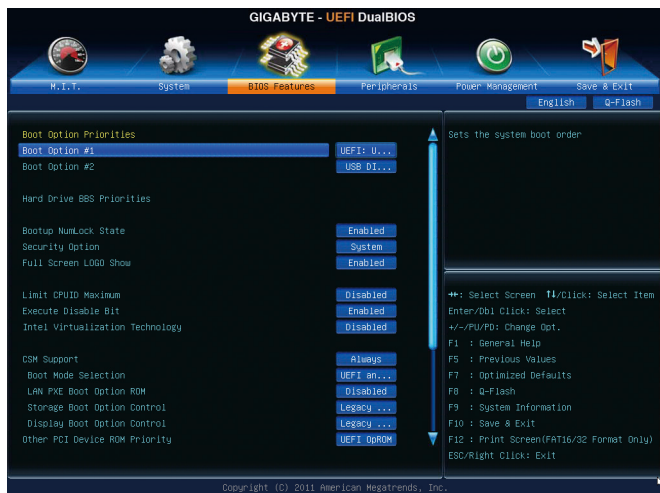 GIGABYTE - UEFI DualBIOS
M.I.T. System BIOS Features Peripherals Power Management Save & Exit
English Q-Flash
Boot Option Priorities
Boot Option #1 UEFI: U...
Boot Option #2 USB DI...
Hard Drive BBS Priorities
Bootup NumLock State Enabled
Security Option System
Full Screen LOGO Show Enabled
Limit CPUID Maximum Disabled
Execute Disable Bit Enabled
Intel Virtualization Technology Disabled
CSM Support Always
Boot Mode Selection UEFI an...
LAN PXE Boot Option ROM Disabled
Storage Boot Option Control Legacy ...
Display Boot Option Control Legacy ...
Other PCI Device ROM Priority UEFI OpROM
Sets the system boot order
→←: Select Screen ↑↓/Click: Select Item
Enter/Dbl Click: Select
+/-/PU/PD: Change Opt.
F1 : General Help
F5 : Previous Values
F7 : Optimized Defaults
F8 : Q-Flash
F9 : System Information
F10 : Save & Exit
F12 : Print Screen(FAT16/32 Format Only)
ESC/Right Click: Exit
Copyright (C) 2011 American Megatrends, Inc.